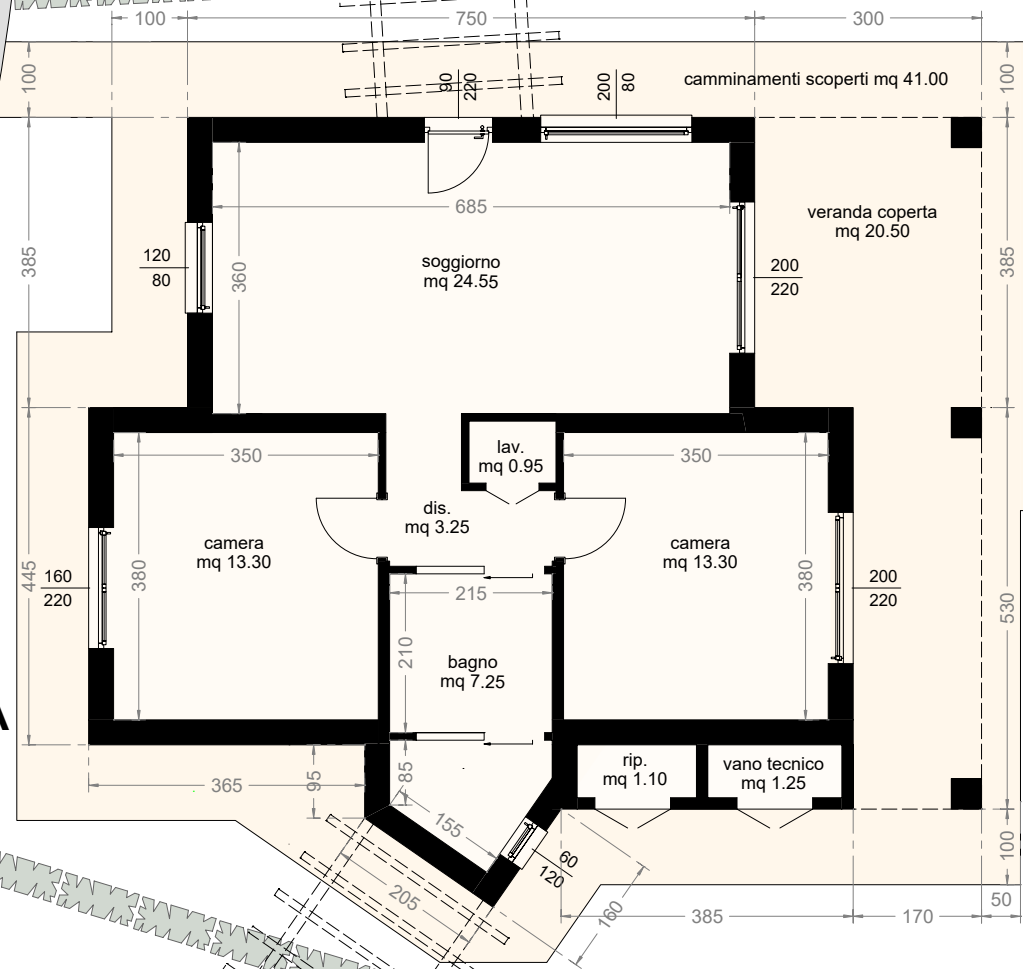 100
750
300
100
90
220
200
80
camminamenti scoperti mq 41.00
100
685
veranda coperta
mq 20.50
385
120
80
360
soggiorno
mq 24.55
200
220
385
350
lav.
mq 0.95
350
dis.
mq 3.25
camera
mq 13.30
camera
mq 13.30
445
160
220
380
215
380
200
220
530
210
bagno
mq 7.25
A
365
95
85
rip.
mq 1.10
vano tecnico
mq 1.25
155
60
120
100
205
160
385
170
50